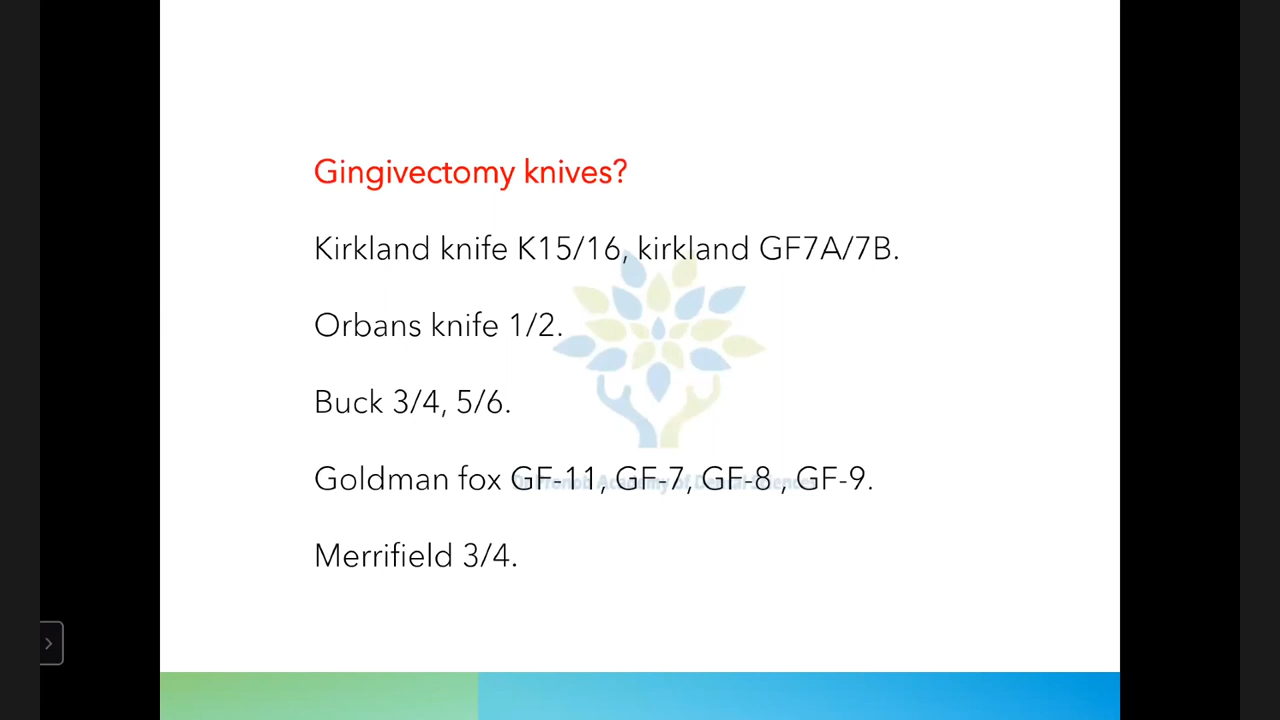 Gingivectomy knives?
Kirkland knife K15/16, kirkland GF7A/7B.
Orbans knife 1/2.
Buck 3/4, 5/6.
Goldman fox GF-11, GF-7, GF-8 , GF-9.
Merrifield 3/4.